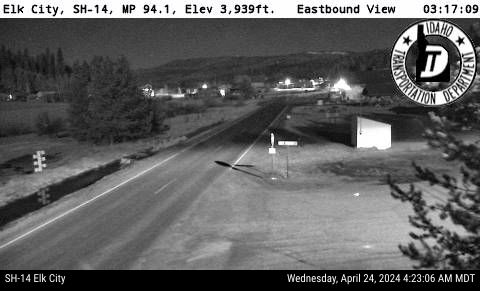 Elk City, SH-14, MP 94.1, Elev 3,939ft. Eastbound View 03:17:09
IDAHO
TRANSPORTATION DEPARTMENT
SH-14 Elk City Wednesday, April 24, 2024 4:23:06 AM MDT